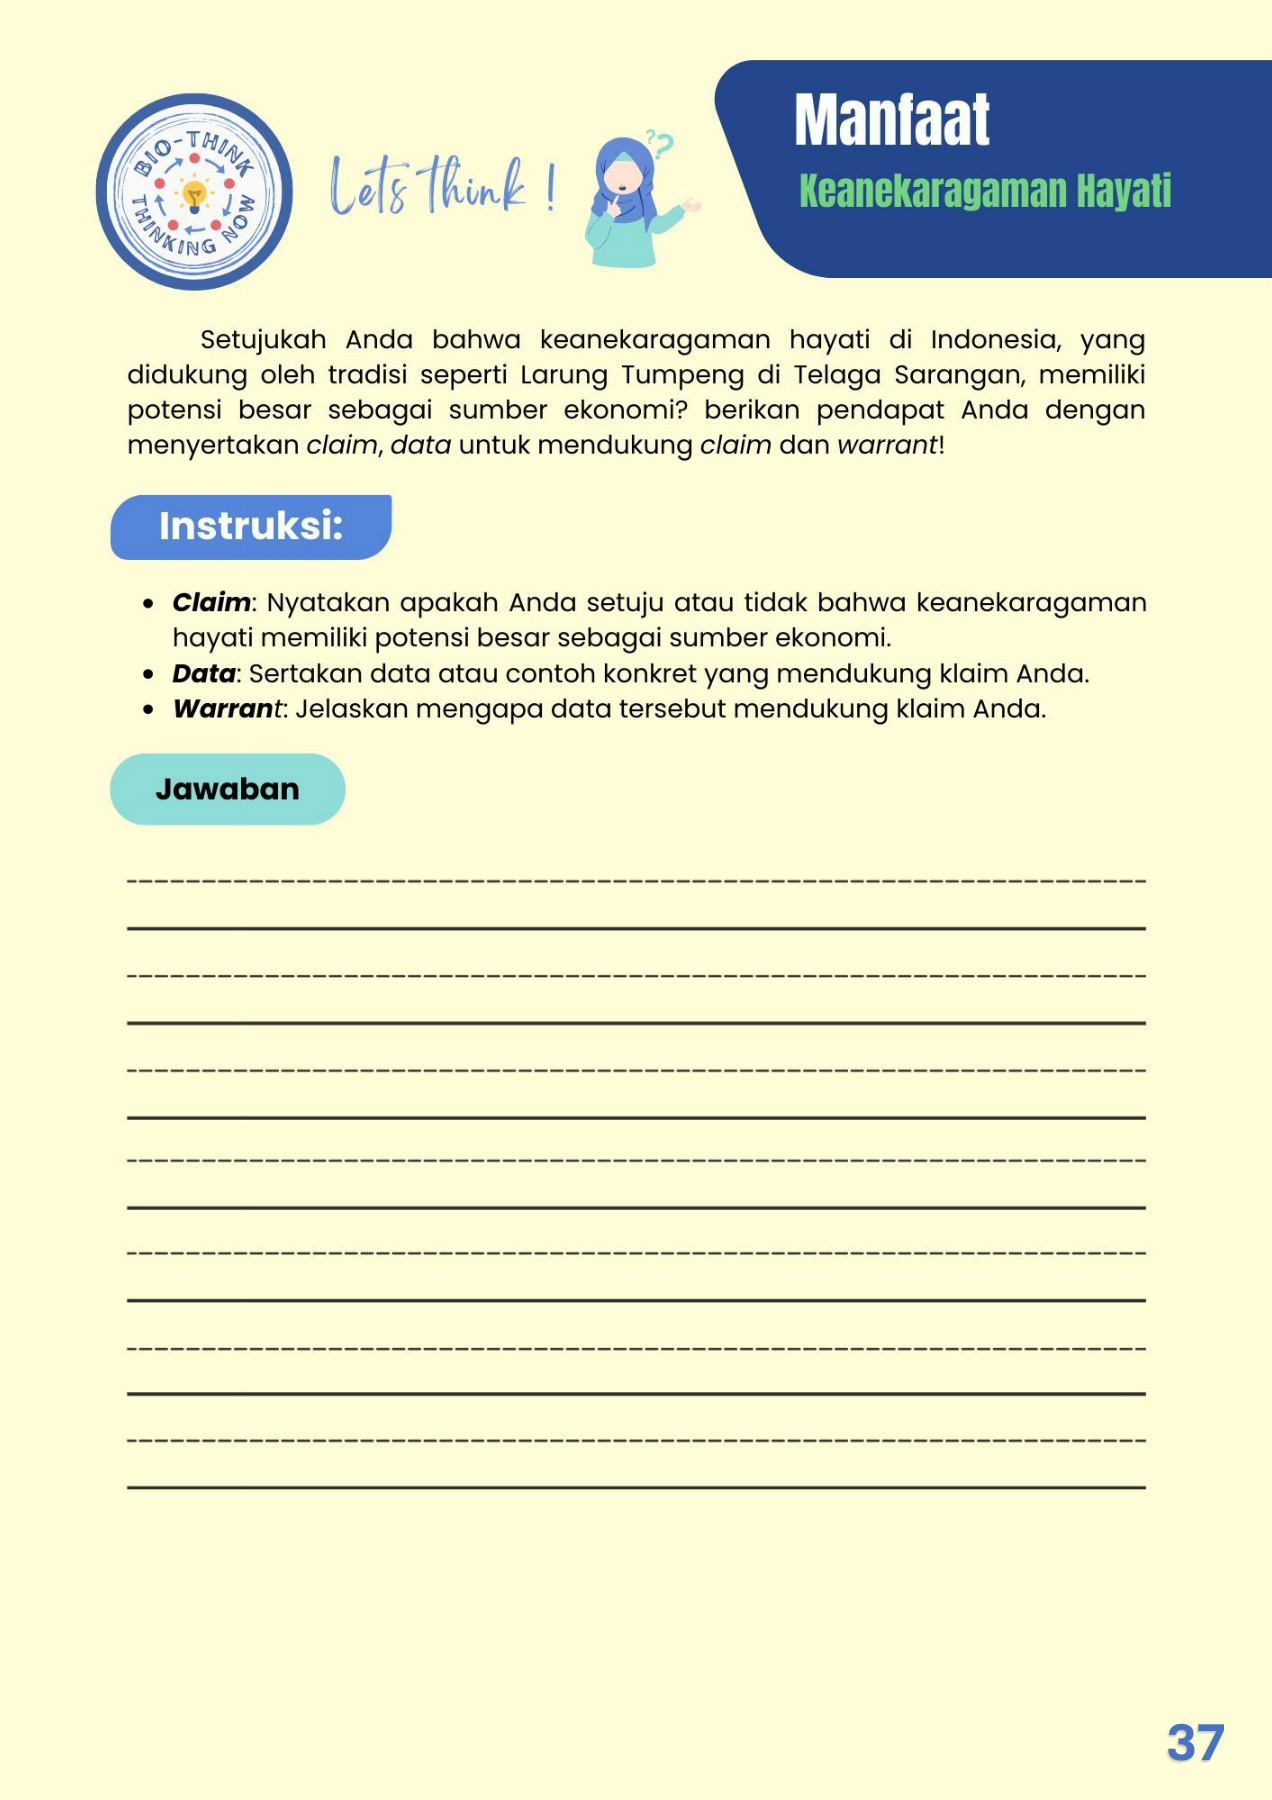 BIO-THINK
THINKING NOW
Lets think !
??
Manfaat
Keanekaragaman Hayati
Setujukah Anda bahwa keanekaragaman hayati di Indonesia, yang
didukung oleh tradisi seperti Larung Tumpeng di Telaga Sarangan, memiliki
potensi besar sebagai sumber ekonomi? berikan pendapat Anda dengan
menyertakan claim, data untuk mendukung claim dan warrant!
Instruksi:
• Claim: Nyatakan apakah Anda setuju atau tidak bahwa keanekaragaman
hayati memiliki potensi besar sebagai sumber ekonomi.
• Data: Sertakan data atau contoh konkret yang mendukung klaim Anda.
• Warrant: Jelaskan mengapa data tersebut mendukung klaim Anda.
Jawaban
37